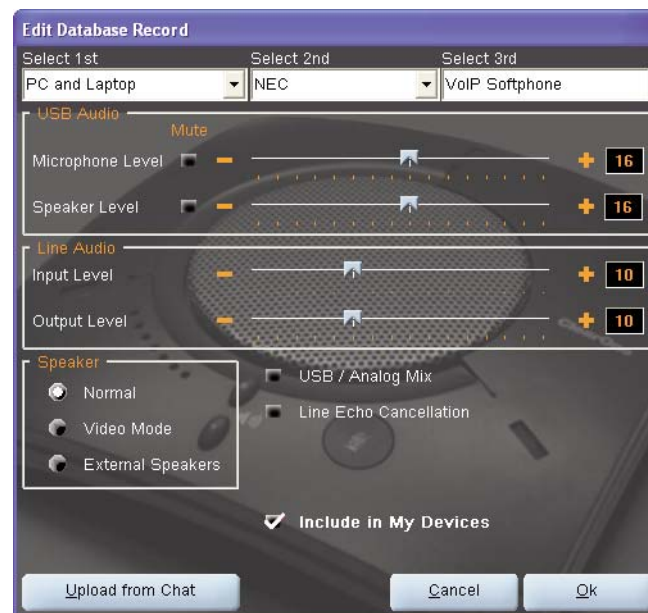 Edit Database Record
Select 1st Select 2nd Select 3rd
PC and Laptop NEC VoIP Softphone
USB Audio
Mute
Microphone Level 16
Speaker Level 16
Line Audio
Input Level 10
Output Level 10
Speaker
Normal
Video Mode
External Speakers
USB / Analog Mix
Line Echo Cancellation
Include in My Devices
Upload from Chat Cancel Ok